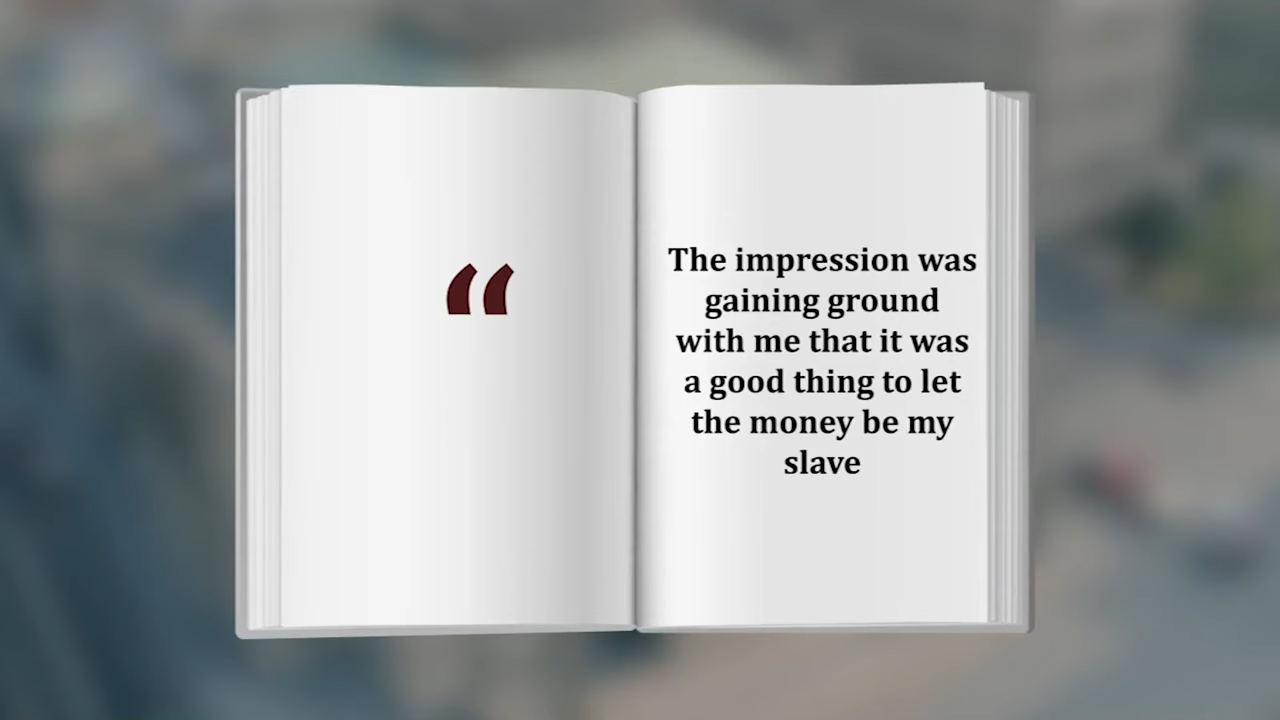 “
The impression was
gaining ground
with me that it was
a good thing to let
the money be my
slave